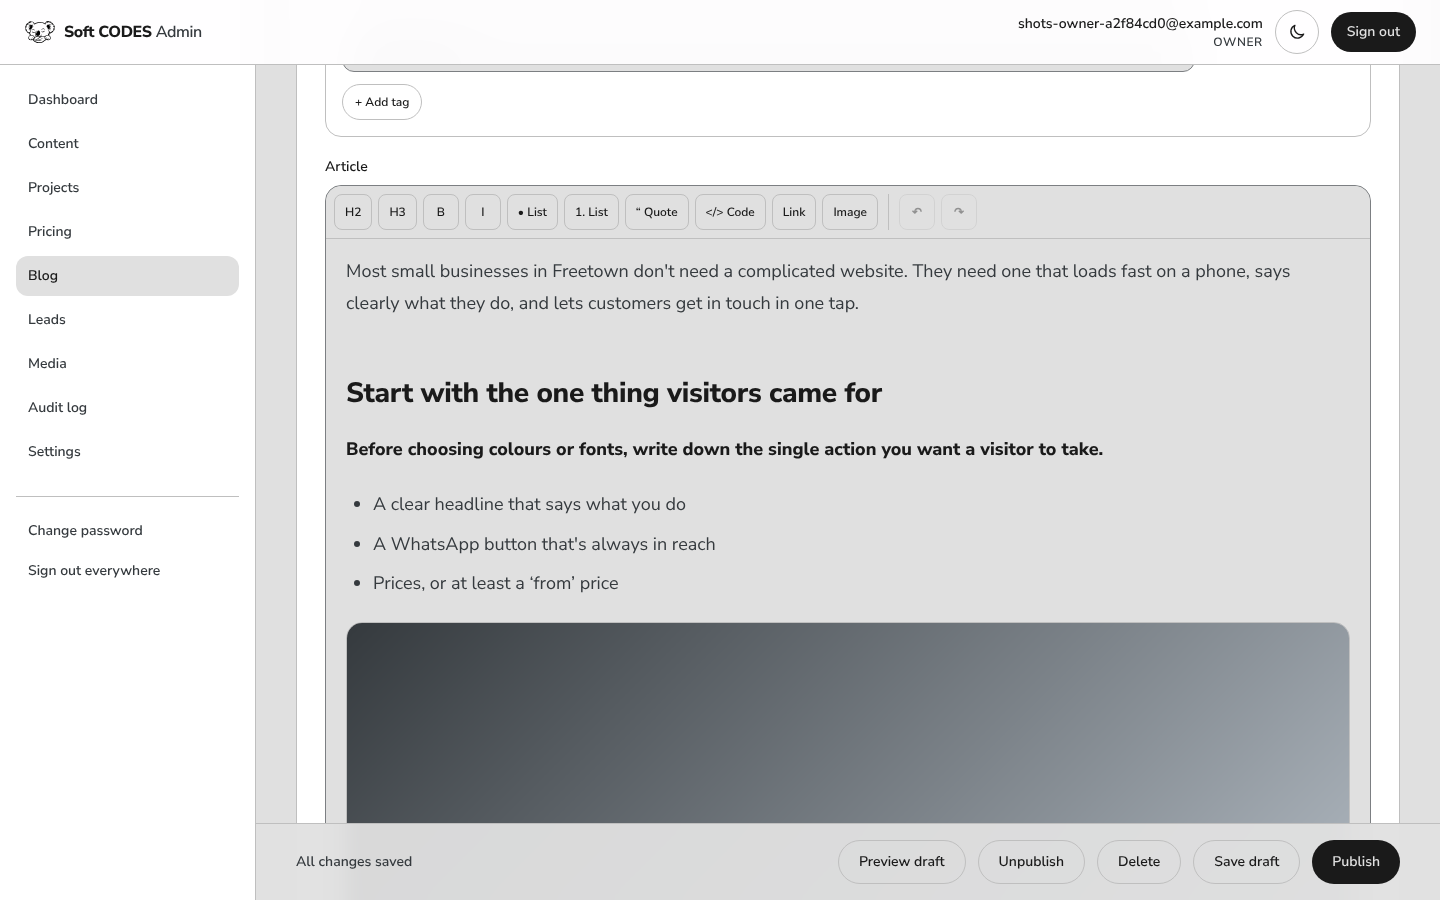 Soft CODES Admin
shots-owner-a2f84cd0@example.com
OWNER
Sign out
Dashboard
Content
Projects
Pricing
Blog
Leads
Media
Audit log
Settings
Change password
Sign out everywhere
+ Add tag
Article
H2 H3 B I • List 1. List “ Quote </> Code Link Image ↶ ↷
Most small businesses in Freetown don't need a complicated website. They need one that loads fast on a phone, says
clearly what they do, and lets customers get in touch in one tap.
Start with the one thing visitors came for
Before choosing colours or fonts, write down the single action you want a visitor to take.
• A clear headline that says what you do
• A WhatsApp button that's always in reach
• Prices, or at least a ‘from’ price
All changes saved
Preview draft Unpublish Delete Save draft Publish